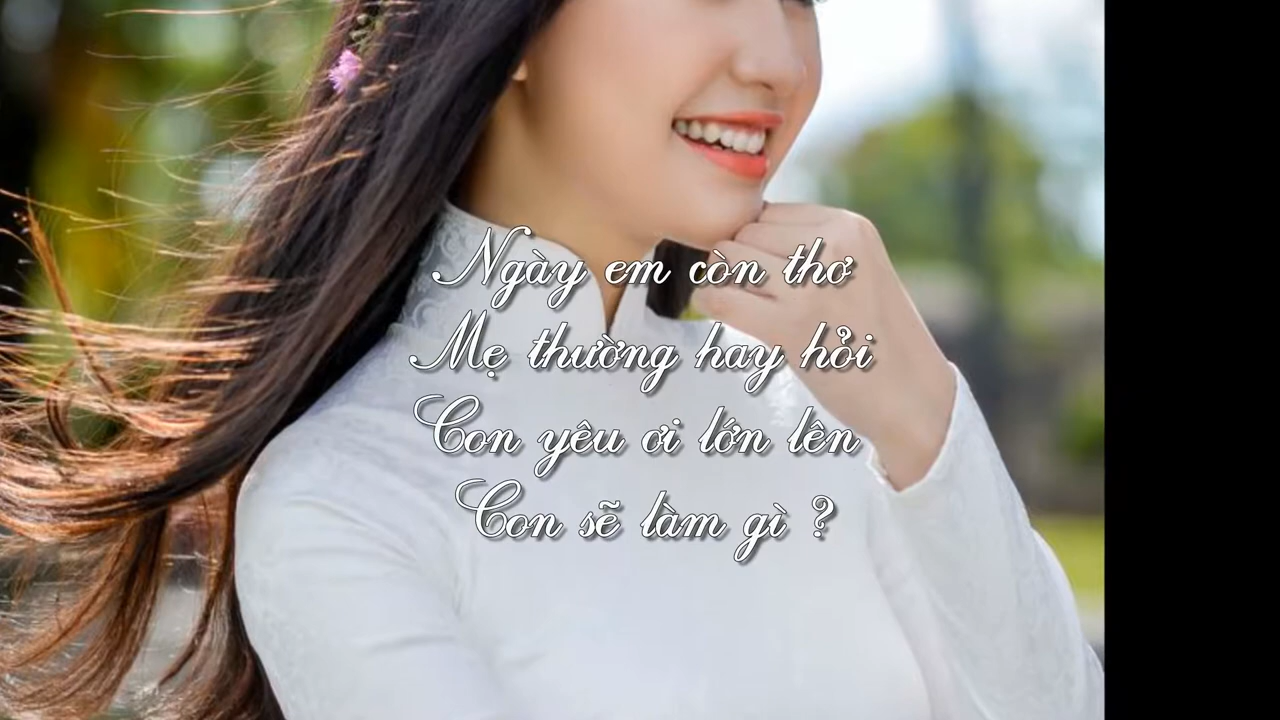 Ngày em còn thơ
Mẹ thường hay hỏi
Con yêu ơi lớn lên
Con sẽ làm gì ?